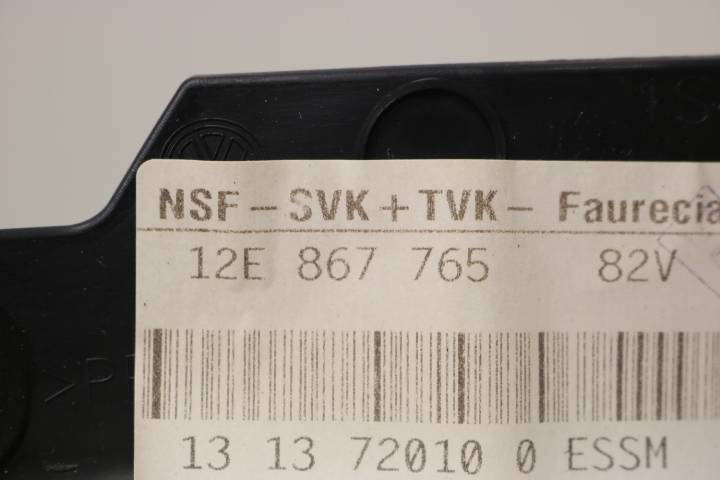 NSF – SVK + TVK – Faurecia
12E 867 765 82V
13 13 72010 0 ESSM